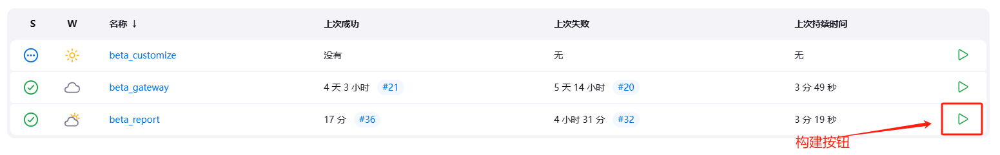 S W 名称 ↓ 上次成功 上次失败 上次持续时间
beta_customize 没有 无 无
beta_gateway 4 天 3 小时 #21 5 天 14 小时 #20 3 分 49 秒
beta_report 17 分 #36 4 小时 31 分 #32 3 分 19 秒
构建按钮